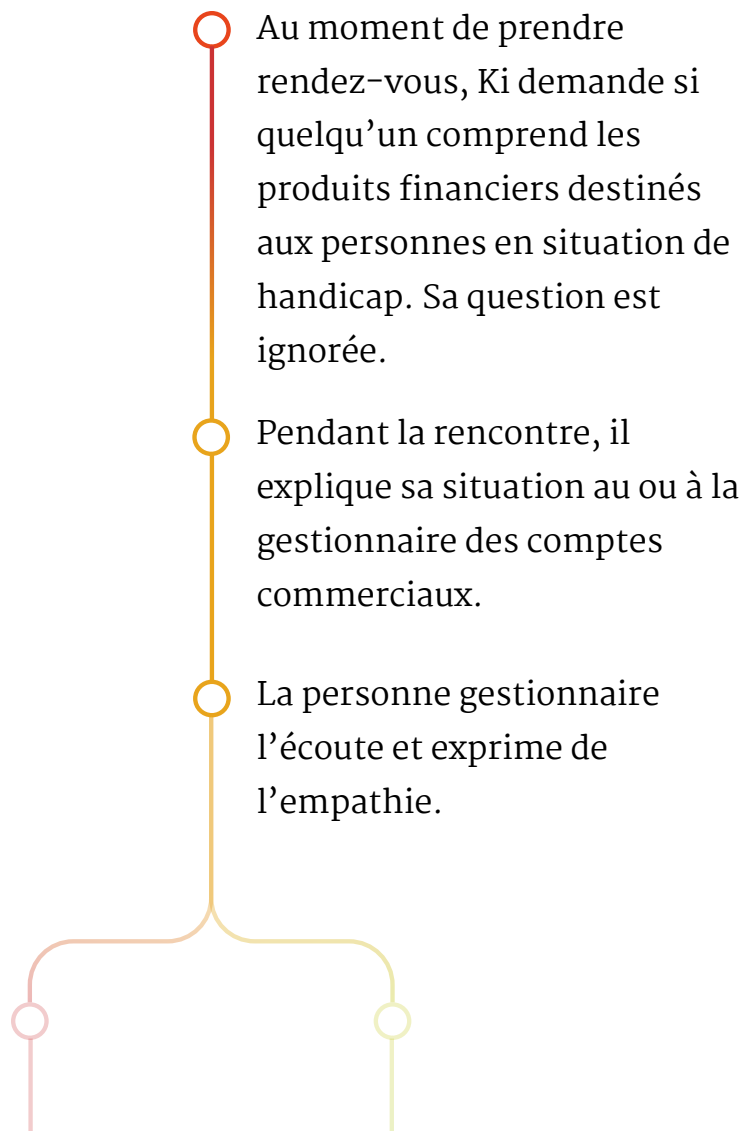 Au moment de prendre
rendez-vous, Ki demande si
quelqu’un comprend les
produits financiers destinés
aux personnes en situation de
handicap. Sa question est
ignorée.
Pendant la rencontre, il
explique sa situation au ou à la
gestionnaire des comptes
commerciaux.
La personne gestionnaire
l’écoute et exprime de
l’empathie.